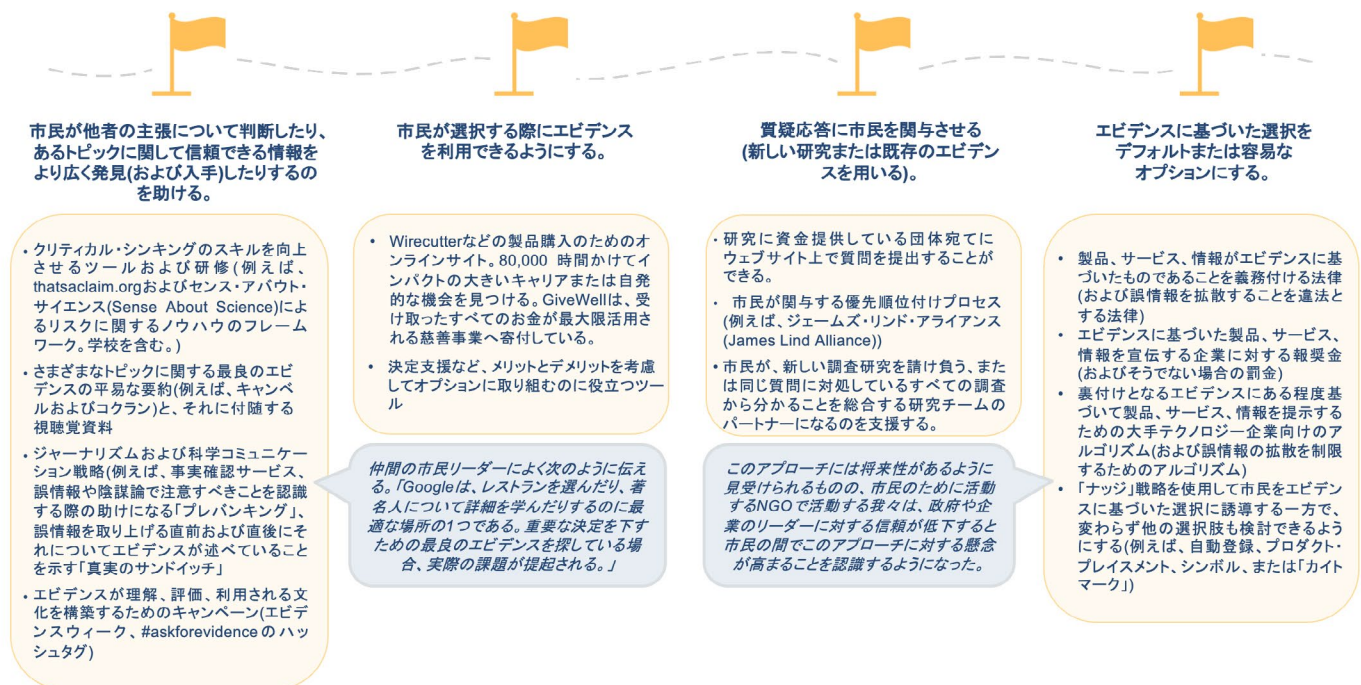 市民が他者の主張について判断したり、
あるトピックに関して信頼できる情報を
より広く発見(および入手)したりするの
を助ける。
・クリティカル・シンキングのスキルを向上
させるツールおよび研修(例えば、
thatsaclaim.orgおよびセンス・アバウト・
サイエンス(Sense About Science)によ
るリスクに関するノウハウのフレーム
ワーク。学校を含む。)
・さまざまなトピックに関する最良のエビ
デンスの平易な要約(例えば、キャンベ
ルおよびコクラン)と、それに付随する
視聴覚資料
・ジャーナリズムおよび科学コミュニケー
ション戦略(例えば、事実確認サービス、
誤情報や陰謀論で注意すべきことを認識
する際の助けになる「プレバンキング」、
誤情報を取り上げる直前および直後にそ
れについてエビデンスが述べていること
を示す「真実のサンドイッチ」
・エビデンスが理解、評価、利用される文
化を構築するためのキャンペーン(エビデ
ンスウィーク、#askforevidenceのハッ
シュタグ)
市民が選択する際にエビデンス
を利用できるようにする。
• Wirecutterなどの製品購入のためのオ
ンラインサイト。80,000 時間かけてイ
ンパクトの大きいキャリアまたは自発
的な機会を見つける。GiveWellは、受
け取ったすべてのお金が最大限活用さ
れる慈善事業へ寄付している。
• 決定支援など、メリットとデメリットを考慮
してオプションに取り組むのに役立つツー
ル
仲間の市民リーダーによく次のように伝え
る。「Googleは、レストランを選んだり、著
名人について詳細を学んだりするのに最
適な場所の1つである。重要な決定を下す
ための最良のエビデンスを探している場
合、実際の課題が提起される。」
質疑応答に市民を関与させる
(新しい研究または既存のエビデン
スを用いる)。
・研究に資金提供している団体宛てに
ウェブサイト上で質問を提出することが
できる。
・ 市民が関与する優先順位付けプロセス
(例えば、ジェームズ・リンド・アライアンス
(James Lind Alliance))
・市民が、新しい調査研究を請け負う、また
は同じ質問に対処しているすべての調査
から分かることを総合する研究チームの
パートナーになるのを支援する。
このアプローチには将来性があるように
見受けられるものの、市民のために活動
するNGOで活動する我々は、政府や企
業のリーダーに対する信頼が低下すると
市民の間でこのアプローチに対する懸念
が高まることを認識するようになった。
エビデンスに基づいた選択を
デフォルトまたは容易な
オプションにする。
• 製品、サービス、情報がエビデンスに基
づいたものであることを義務付ける法律
(および誤情報を拡散することを違法と
する法律)
• エビデンスに基づいた製品、サービス、
情報を宣伝する企業に対する報奨金
(およびそうでない場合の罰金)
• 裏付けとなるエビデンスにある程度基
づいて製品、サービス、情報を提示する
ための大手テクノロジー企業向けのア
ルゴリズム(および誤情報の拡散を制限
するためのアルゴリズム)
• 「ナッジ」戦略を使用して市民をエビデン
スに基づいた選択に誘導する一方で、
変わらず他の選択肢も検討できるよう
にする(例えば、自動登録、プロダクト・
プレイスメント、シンボル、または「カイト
マーク」)